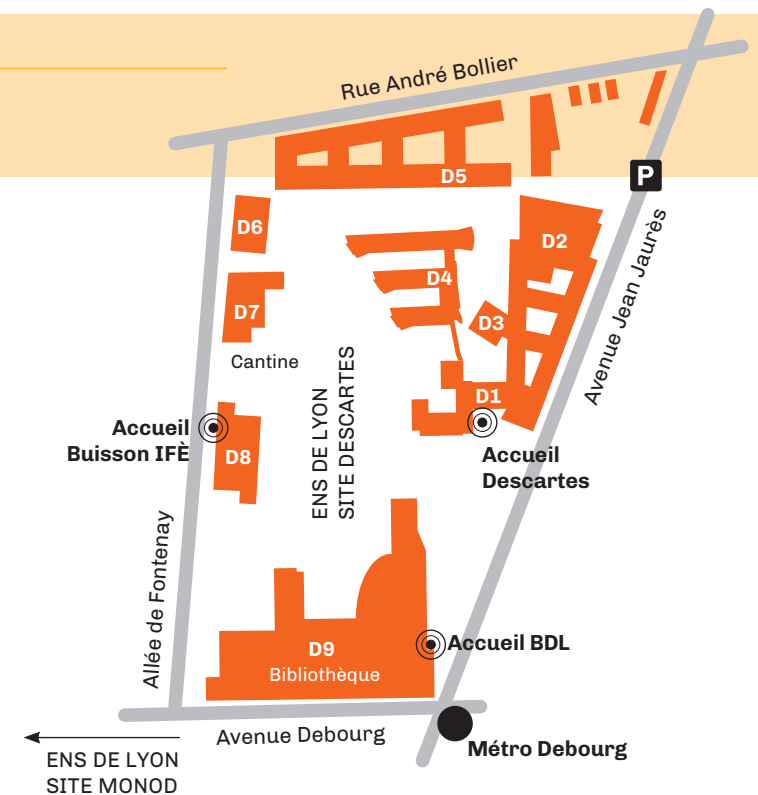 Rue André Bollier
D5
P
D6
D2
D4
Avenue Jean Jaurès
D7
D3
Cantine
D1
ENS DE LYON
SITE DESCARTES
Accueil
Buisson IFÈ
D8
Accueil
Descartes
Allée de Fontenay
D9
Bibliothèque
Accueil BDL
Avenue Debourg
Métro Debourg
ENS DE LYON
SITE MONOD